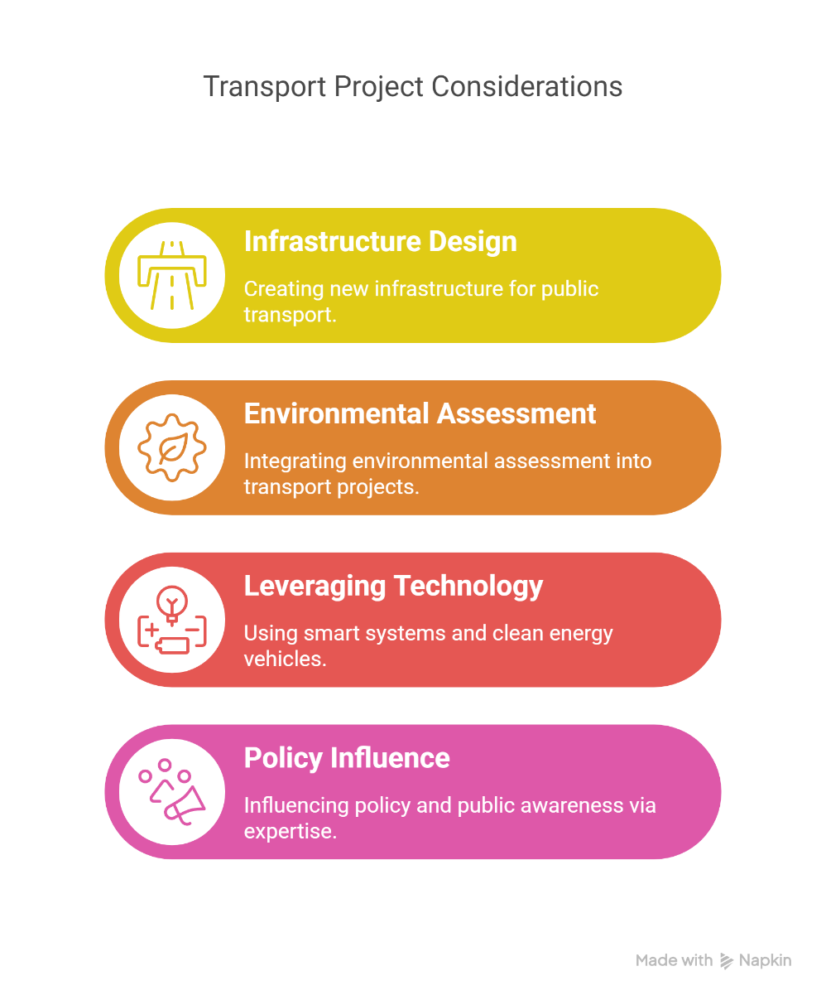 Transport Project Considerations
Infrastructure Design
Creating new infrastructure for public
transport.
Environmental Assessment
Integrating environmental assessment into
transport projects.
Leveraging Technology
Using smart systems and clean energy
vehicles.
Policy Influence
Influencing policy and public awareness via
expertise.
Made with Napkin